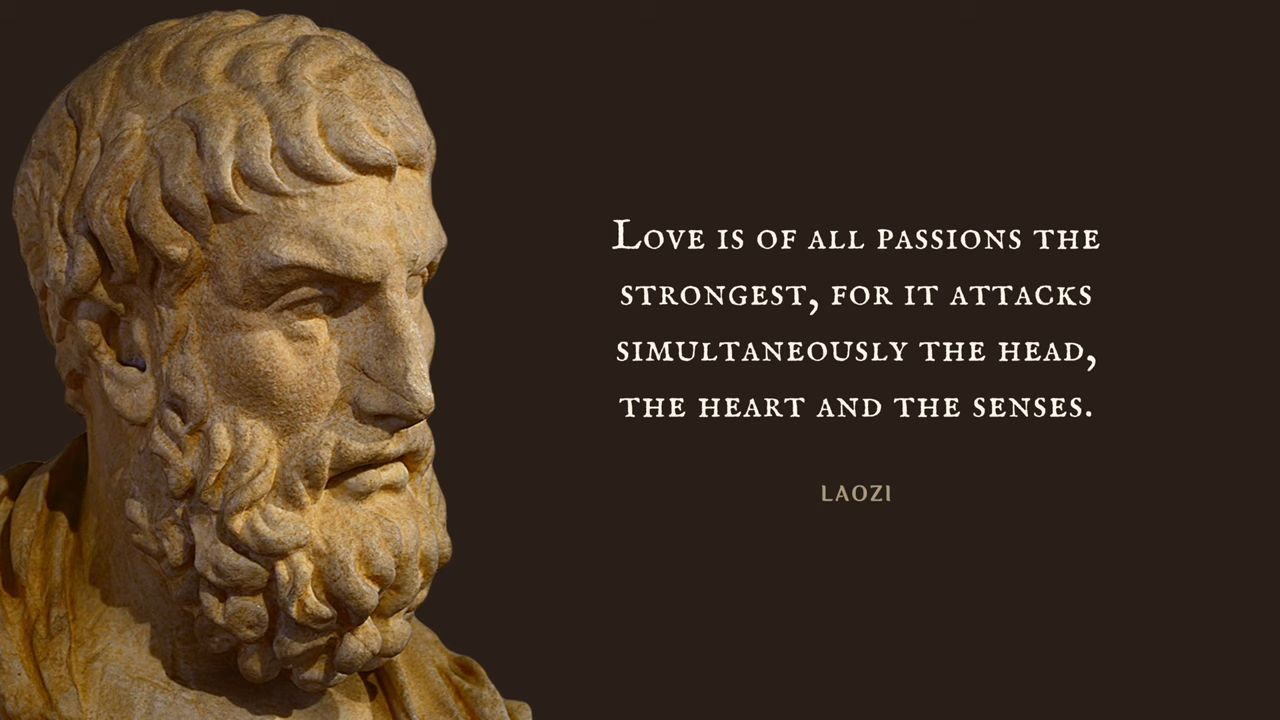 Love is of all passions the
strongest, for it attacks
simultaneously the head,
the heart and the senses.
LAOZI